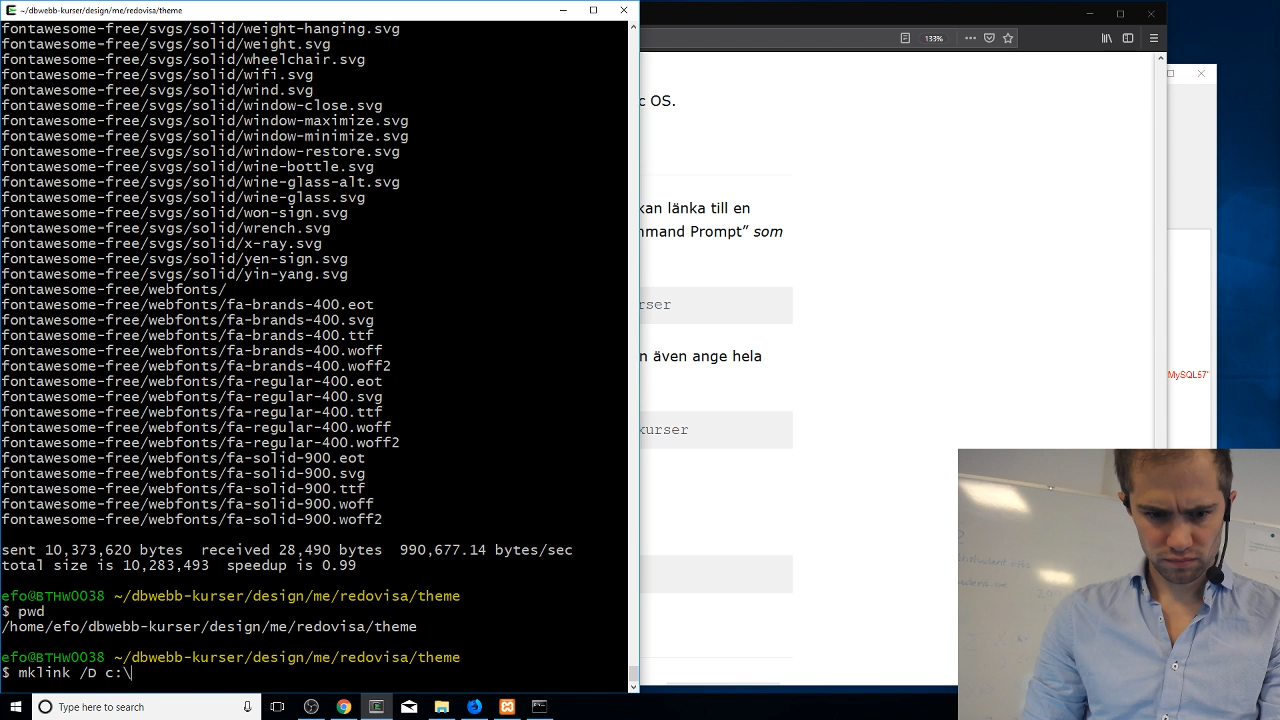 ~/dbwebb-kurser/design/me/redovisa/theme
fontawesome-free/svgs/solid/weight-hanging.svg
fontawesome-free/svgs/solid/weight.svg
fontawesome-free/svgs/solid/wheelchair.svg
fontawesome-free/svgs/solid/wifi.svg
fontawesome-free/svgs/solid/wind.svg
fontawesome-free/svgs/solid/window-close.svg
fontawesome-free/svgs/solid/window-maximize.svg
fontawesome-free/svgs/solid/window-minimize.svg
fontawesome-free/svgs/solid/window-restore.svg
fontawesome-free/svgs/solid/wine-bottle.svg
fontawesome-free/svgs/solid/wine-glass-alt.svg
fontawesome-free/svgs/solid/wine-glass.svg
fontawesome-free/svgs/solid/won-sign.svg
fontawesome-free/svgs/solid/wrench.svg
fontawesome-free/svgs/solid/x-ray.svg
fontawesome-free/svgs/solid/yen-sign.svg
fontawesome-free/svgs/solid/yin-yang.svg
fontawesome-free/webfonts/
fontawesome-free/webfonts/fa-brands-400.eot
fontawesome-free/webfonts/fa-brands-400.svg
fontawesome-free/webfonts/fa-brands-400.ttf
fontawesome-free/webfonts/fa-brands-400.woff
fontawesome-free/webfonts/fa-brands-400.woff2
fontawesome-free/webfonts/fa-regular-400.eot
fontawesome-free/webfonts/fa-regular-400.svg
fontawesome-free/webfonts/fa-regular-400.ttf
fontawesome-free/webfonts/fa-regular-400.woff
fontawesome-free/webfonts/fa-regular-400.woff2
fontawesome-free/webfonts/fa-solid-900.eot
fontawesome-free/webfonts/fa-solid-900.svg
fontawesome-free/webfonts/fa-solid-900.ttf
fontawesome-free/webfonts/fa-solid-900.woff
fontawesome-free/webfonts/fa-solid-900.woff2
sent 10,373,620 bytes  received 28,490 bytes  990,677.14 bytes/sec
total size is 10,283,493  speedup is 0.99
efo@BTHW0038 ~/dbwebb-kurser/design/me/redovisa/theme
$ pwd
/home/efo/dbwebb-kurser/design/me/redovisa/theme
efo@BTHW0038 ~/dbwebb-kurser/design/me/redovisa/theme
$ mklink /D c:\
133%
c OS.
kan länka till en
mmand Prompt” som
rser
n även ange hela
kurser
MySQL57"
Type here to search